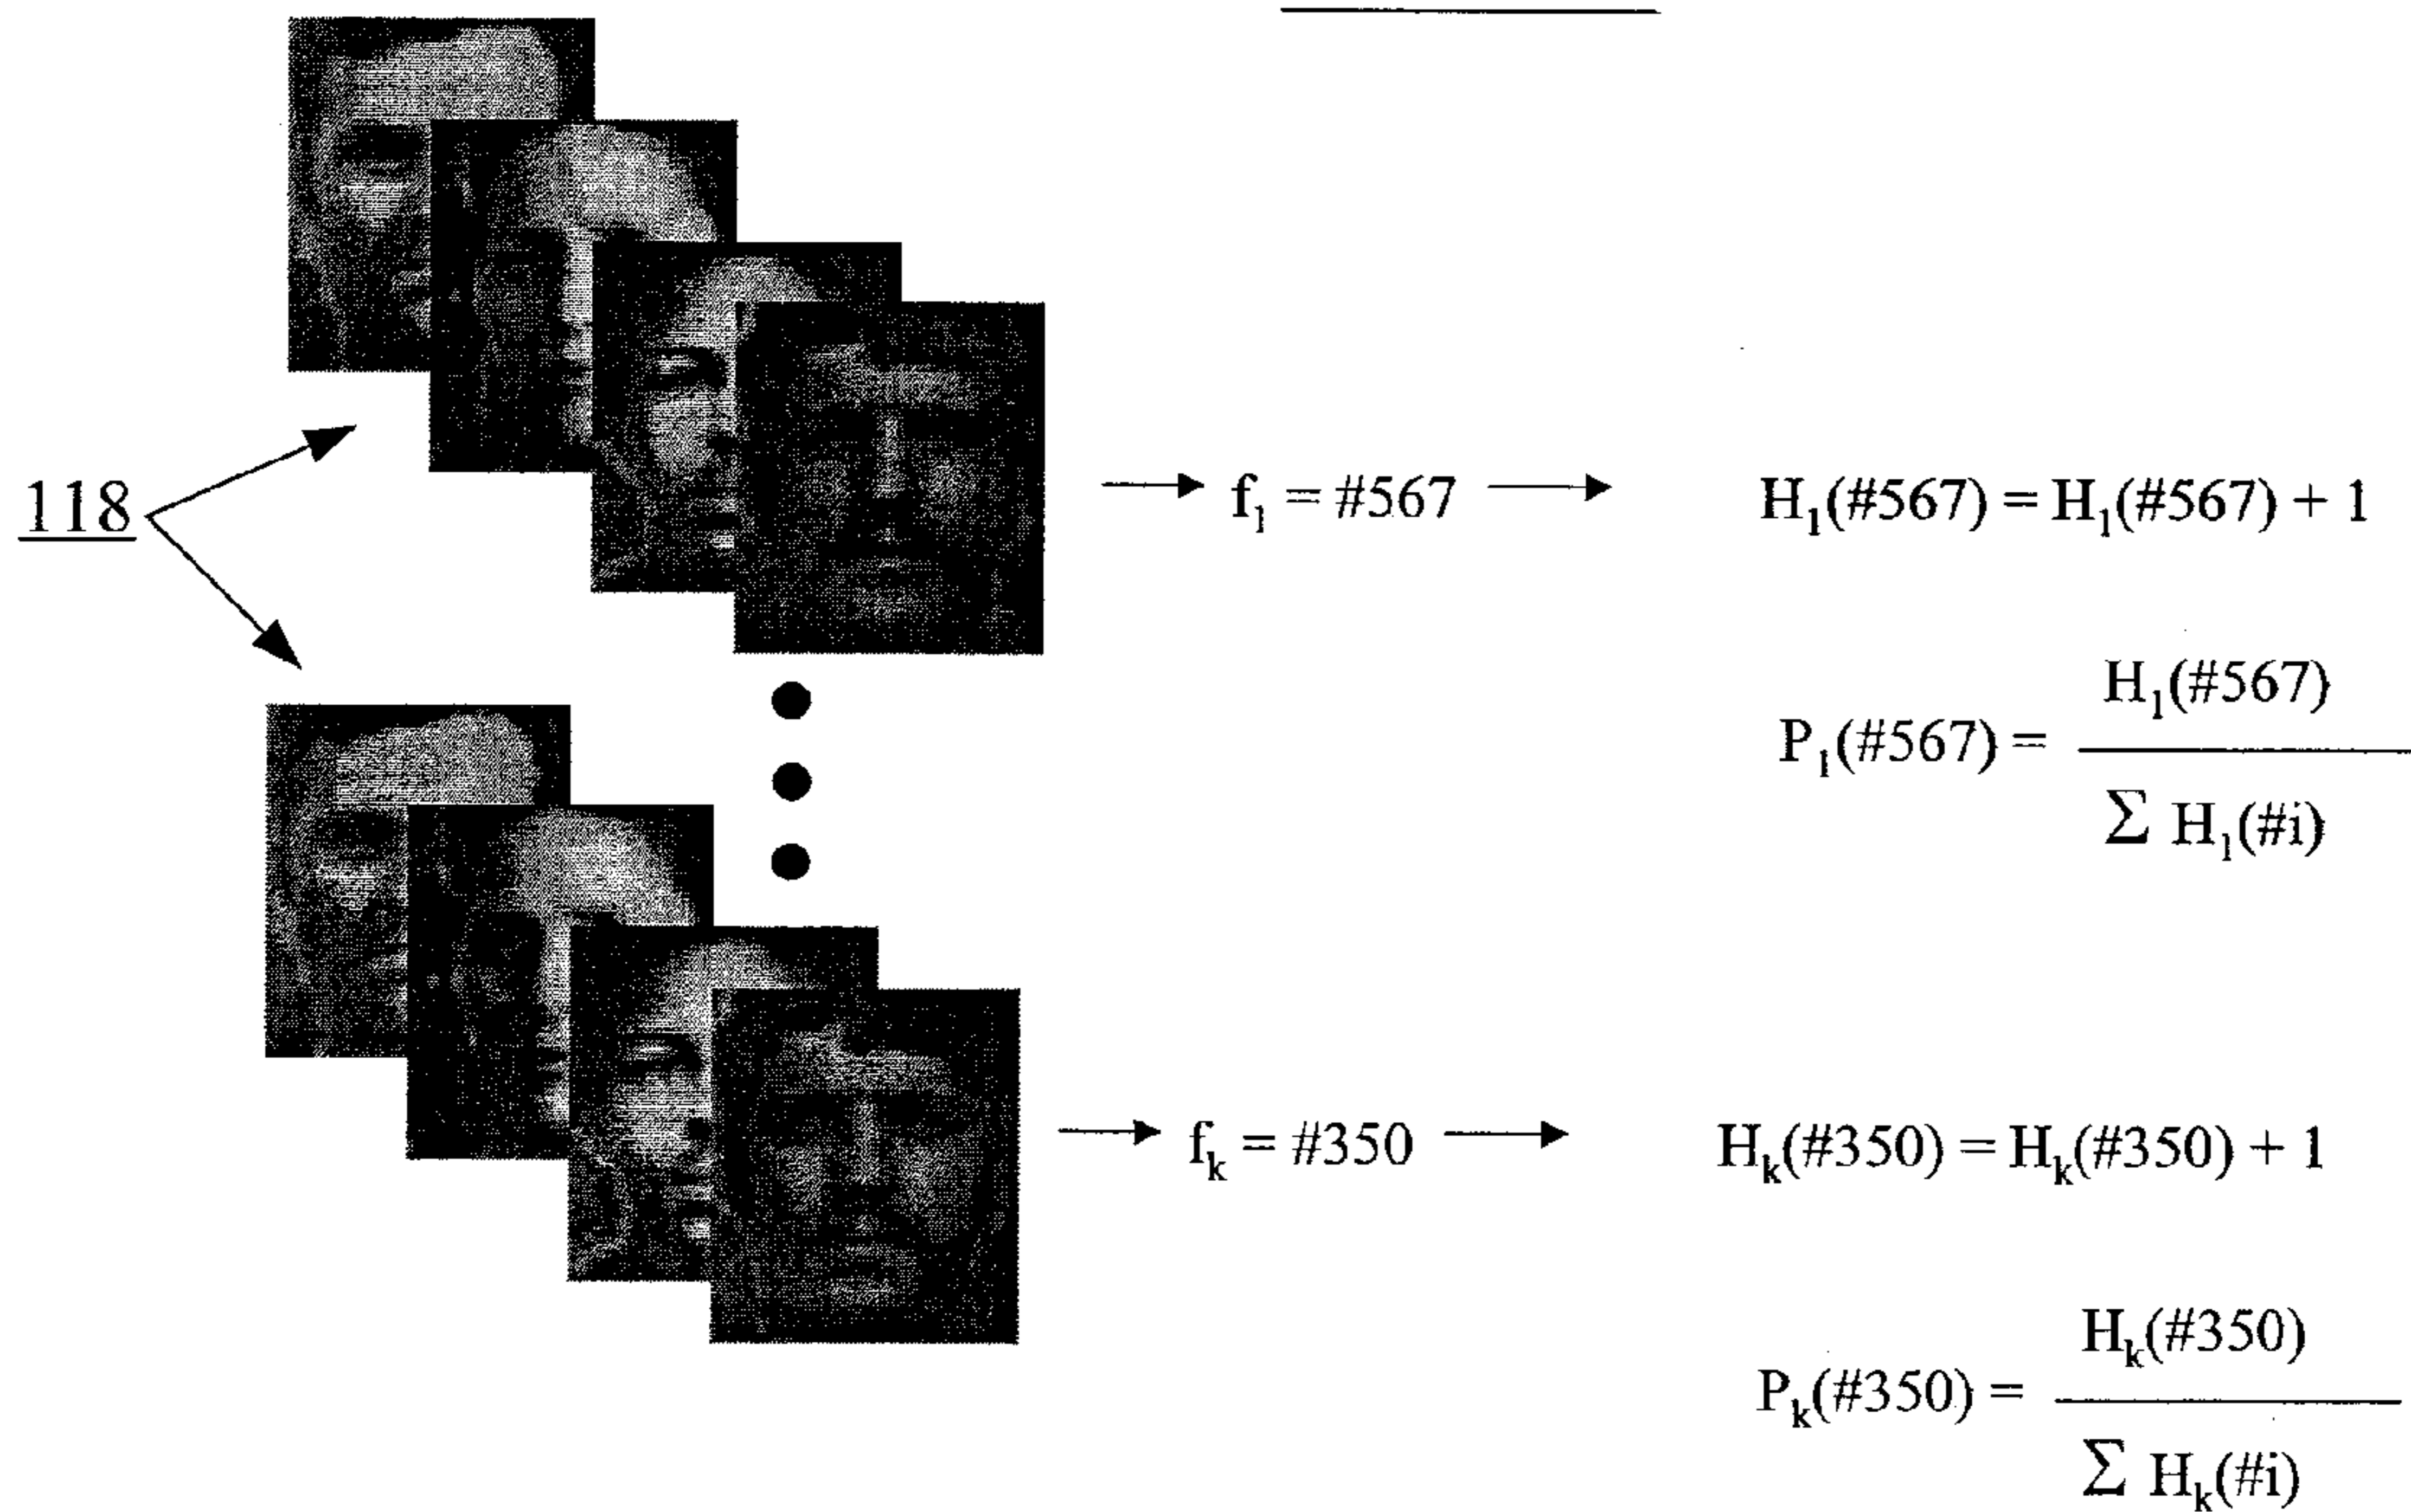 118
f₁ = #567
H₁(#567) = H₁(#567) + 1
P₁(#567) = H₁(#567)
Σ H₁(#i)
fₖ = #350
Hₖ(#350) = Hₖ(#350) + 1
Pₖ(#350) = Hₖ(#350)
Σ Hₖ(#i)